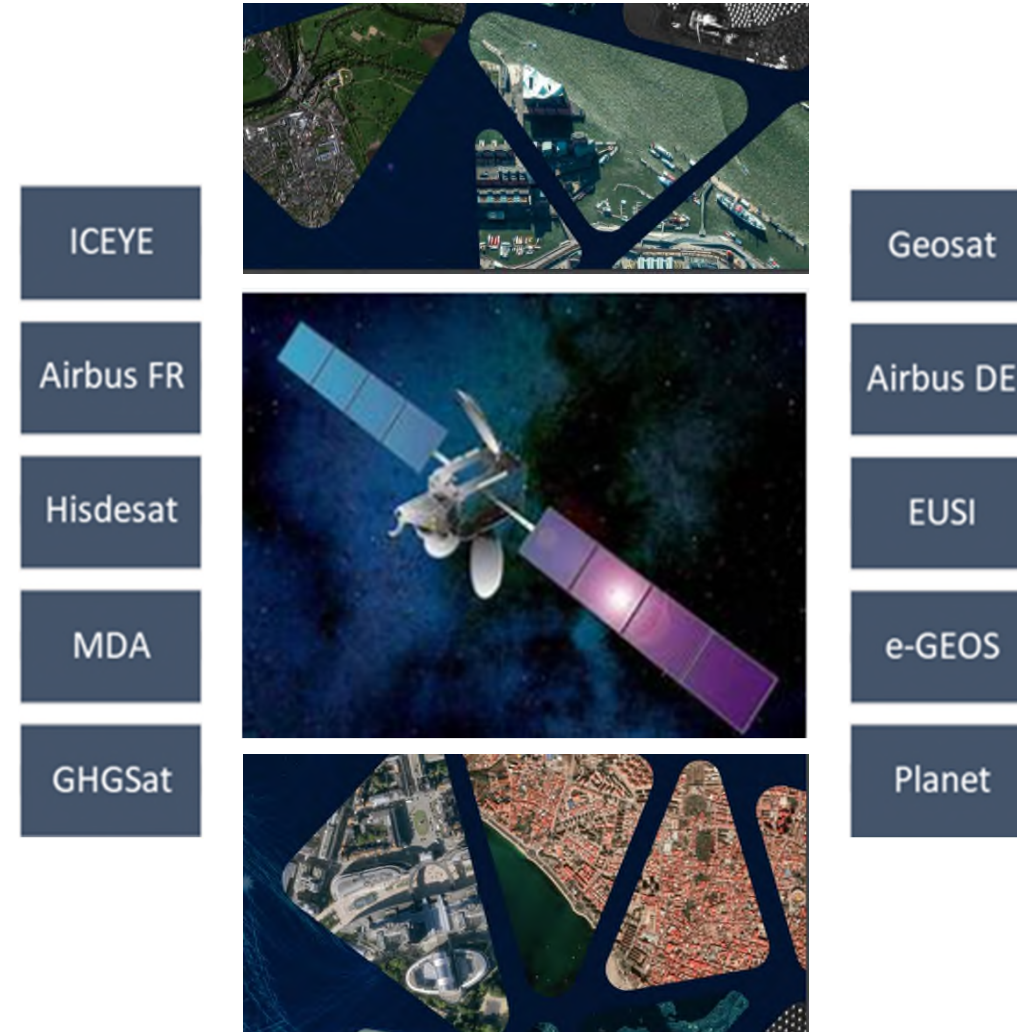 ICEYE
Geosat
Airbus FR
Airbus DE
Hisdesat
EUSI
MDA
e-GEOS
GHGSat
Planet